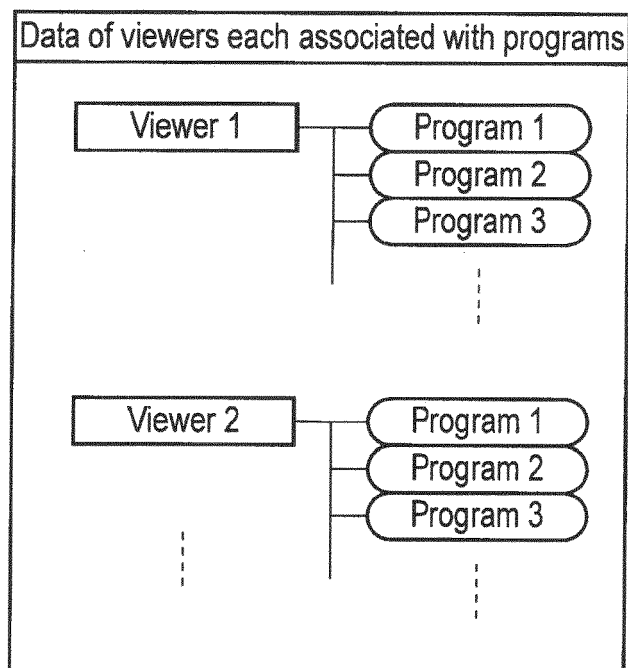 Data of viewers each associated with programs
Viewer 1
Program 1
Program 2
Program 3
Viewer 2
Program 1
Program 2
Program 3